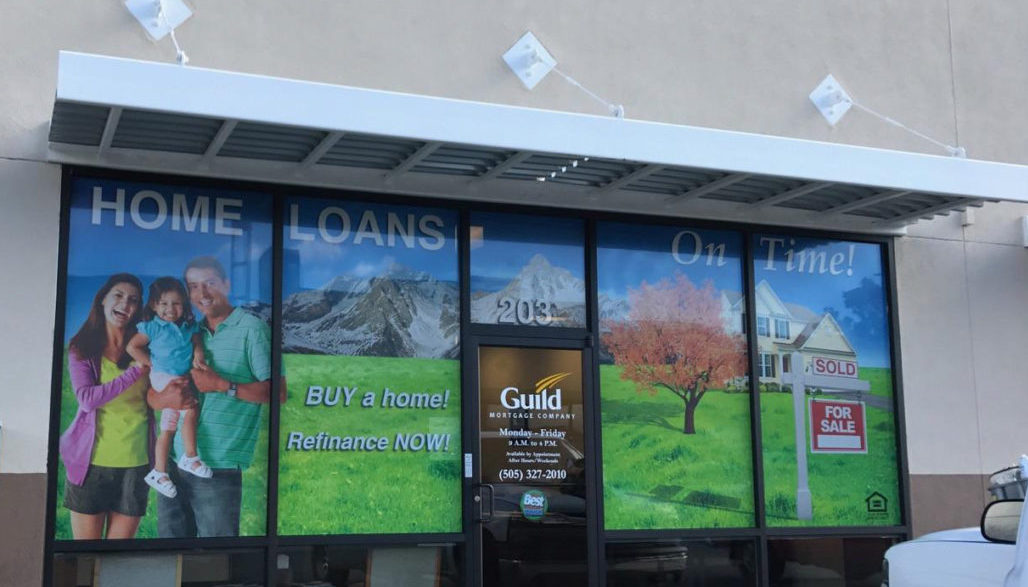 HOME LOANS On Time!
203
BUY a home!
Refinance NOW!
Guild
MORTGAGE COMPANY
Monday - Friday
9 A.M. to 4 P.M.
Available by Appointment
After Hours/Weekends
(505) 327-2010
Best
SOLD
FOR
SALE